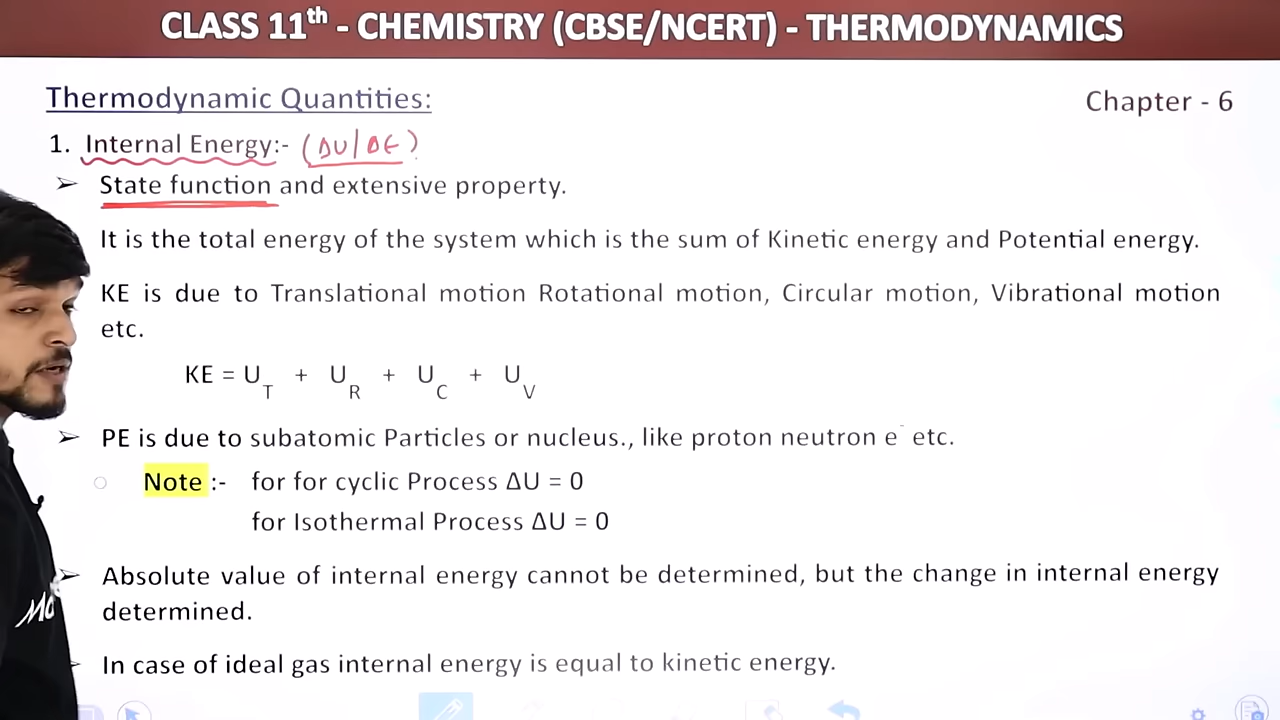 CLASS 11th - CHEMISTRY (CBSE/NCERT) - THERMODYNAMICS
Thermodynamic Quantities:
Chapter - 6
1. Internal Energy:- (ΔU/ΔE)
➢ State function and extensive property.
It is the total energy of the system which is the sum of Kinetic energy and Potential energy.
KE is due to Translational motion Rotational motion, Circular motion, Vibrational motion
etc.
KE = U_T + U_R + U_C + U_V
➢ PE is due to subatomic Particles or nucleus., like proton neutron e⁻ etc.
○ Note :- for for cyclic Process ΔU = 0
for Isothermal Process ΔU = 0
➢ Absolute value of internal energy cannot be determined, but the change in internal energy
determined.
➢ In case of ideal gas internal energy is equal to kinetic energy.